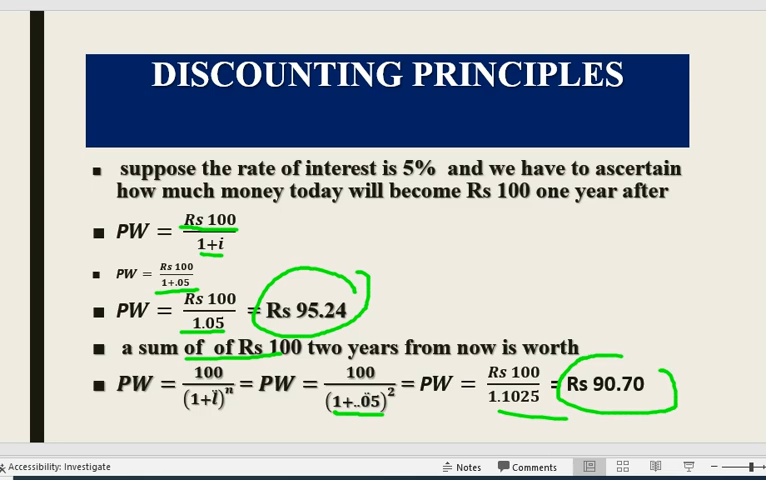 DISCOUNTING PRINCIPLES
▪ suppose the rate of interest is 5% and we have to ascertain
how much money today will become Rs 100 one year after
▪ PW = Rs 100 / 1+i
▪ PW = Rs 100 / 1+.05
▪ PW = Rs 100 / 1.05 = Rs 95.24
▪ a sum of of Rs 100 two years from now is worth
▪ PW = 100 / (1+i)^n = PW = 100 / (1+..05)^2 = PW = Rs 100 / 1.1025 = Rs 90.70
Accessibility: Investigate
Notes
Comments